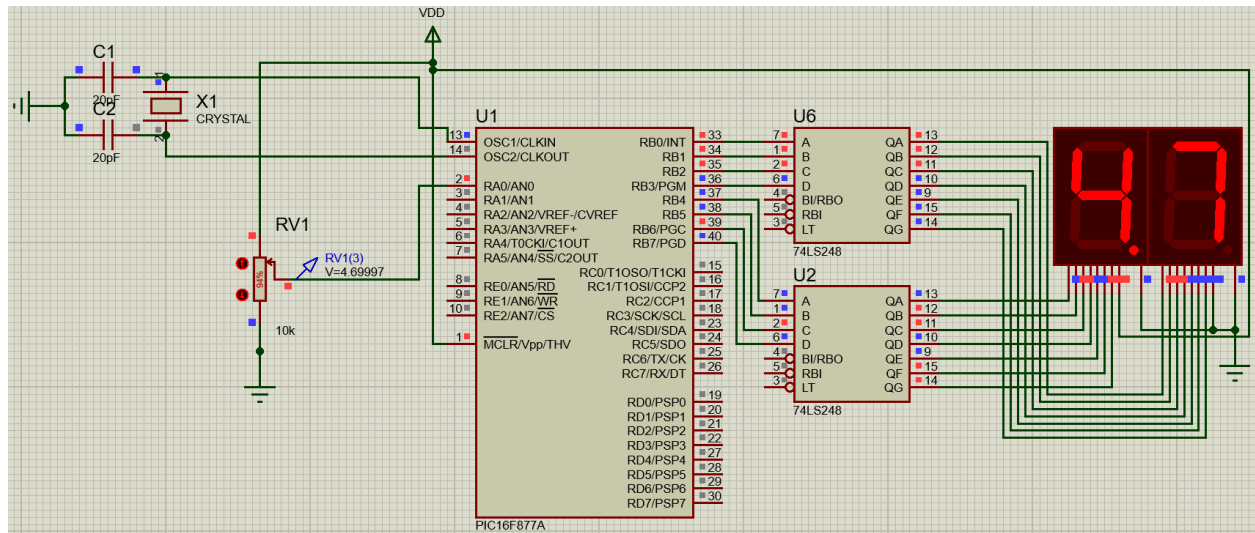 VDD
C1
20pF
C2
20pF
X1
CRYSTAL
RV1
RV1(3)
V=4.69997
94%
10k
U1
13 OSC1/CLKIN
14 OSC2/CLKOUT
2 RA0/AN0
3 RA1/AN1
4 RA2/AN2/VREF-/CVREF
5 RA3/AN3/VREF+
6 RA4/T0CKI/C1OUT
7 RA5/AN4/SS/C2OUT
8 RE0/AN5/RD
9 RE1/AN6/WR
10 RE2/AN7/CS
1 MCLR/Vpp/THV
RB0/INT 33
RB1 34
RB2 35
RB3/PGM 36
RB4 37
RB5 38
RB6/PGC 39
RB7/PGD 40
RC0/T1OSO/T1CKI 15
RC1/T1OSI/CCP2 16
RC2/CCP1 17
RC3/SCK/SCL 18
RC4/SDI/SDA 23
RC5/SDO 24
RC6/TX/CK 25
RC7/RX/DT 26
RD0/PSP0 19
RD1/PSP1 20
RD2/PSP2 21
RD3/PSP3 22
RD4/PSP4 27
RD5/PSP5 28
RD6/PSP6 29
RD7/PSP7 30
PIC16F877A
U6
7 A QA 13
1 B QB 12
2 C QC 11
6 D QD 10
4 BI/RBO QE 9
5 RBI QF 15
3 LT QG 14
74LS248
U2
7 A QA 13
1 B QB 12
2 C QC 11
6 D QD 10
4 BI/RBO QE 9
5 RBI QF 15
3 LT QG 14
74LS248
4.7